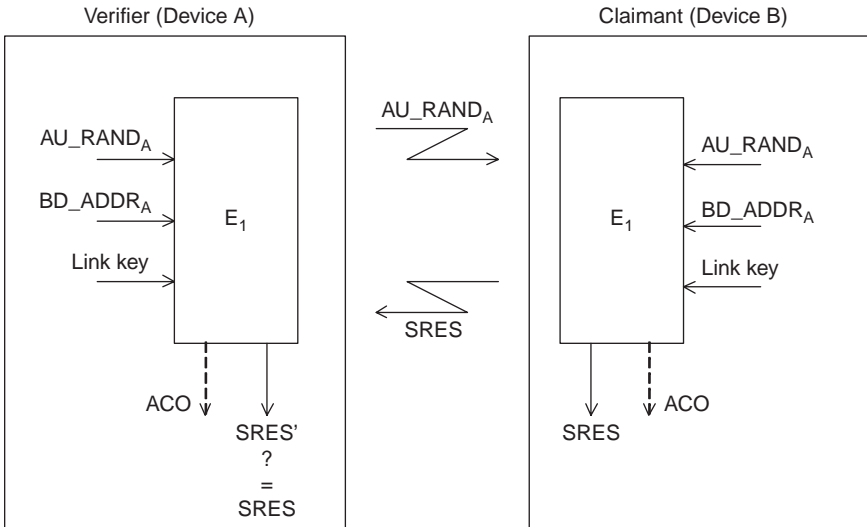 Verifier (Device A)
Claimant (Device B)
AU_RANDA
BD_ADDRA
Link key
E1
ACO
SRES’
?
=
SRES
AU_RANDA
SRES
E1
AU_RANDA
BD_ADDRA
Link key
SRES
ACO